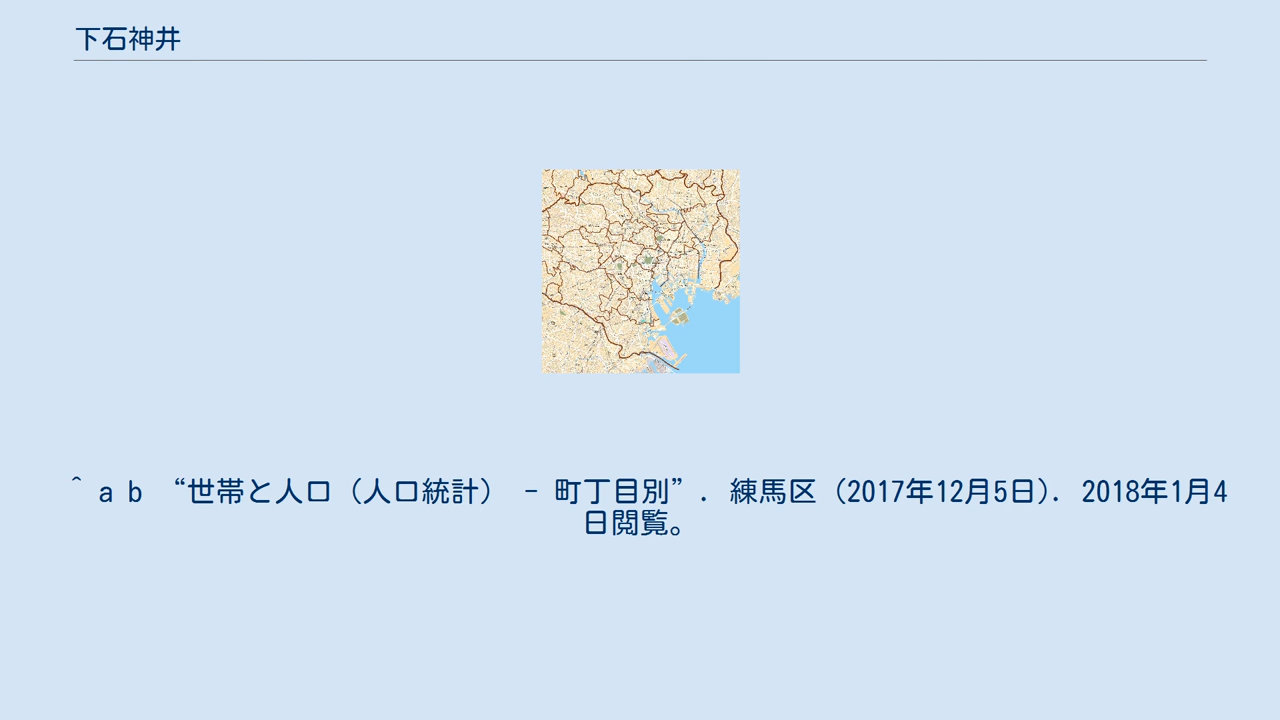 下石神井
^ a b “世帯と人口（人口統計） - 町丁目別”. 練馬区 (2017年12月5日). 2018年1月4
日閲覧。